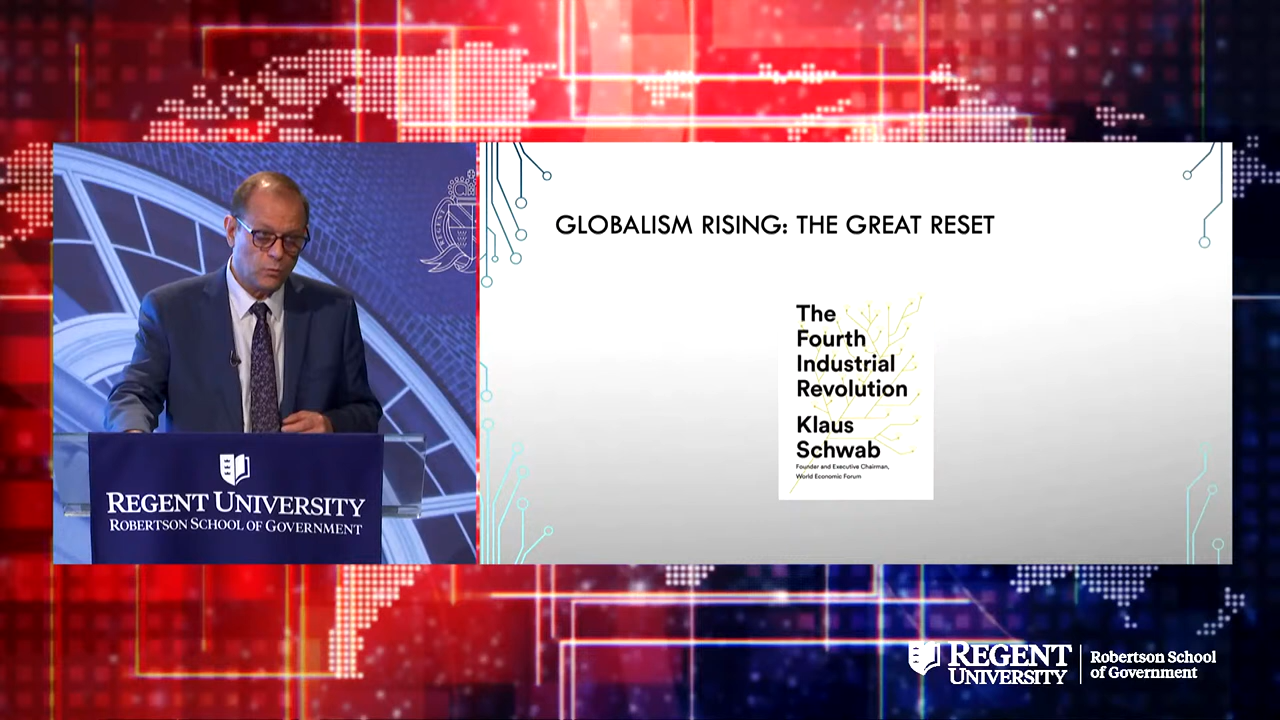 REGENT UNIVERSITY
ROBERTSON SCHOOL OF GOVERNMENT
GLOBALISM RISING: THE GREAT RESET
The
Fourth
Industrial
Revolution
Klaus
Schwab
Founder and Executive Chairman,
World Economic Forum
REGENT
UNIVERSITY
Robertson School
of Government